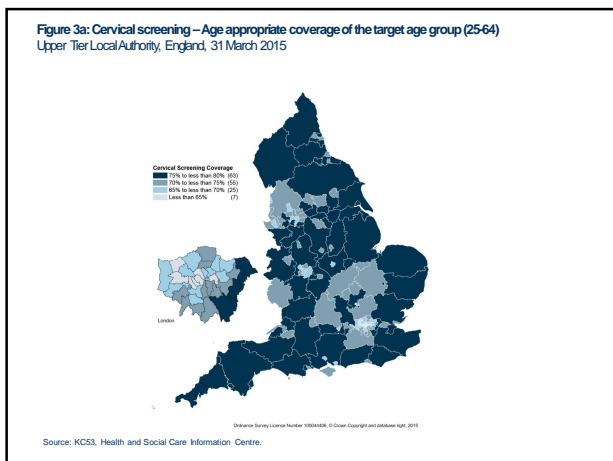 Figure 3a: Cervical screening – Age appropriate coverage of the target age group (25-64)
Upper Tier Local Authority, England, 31 March 2015
Cervical Screening Coverage
75% to less than 80% (63)
70% to less than 75% (55)
65% to less than 70% (25)
Less than 65% (7)
London
Ordnance Survey Licence Number 100044406, © Crown Copyright and database right, 2015
Source: KC53, Health and Social Care Information Centre.